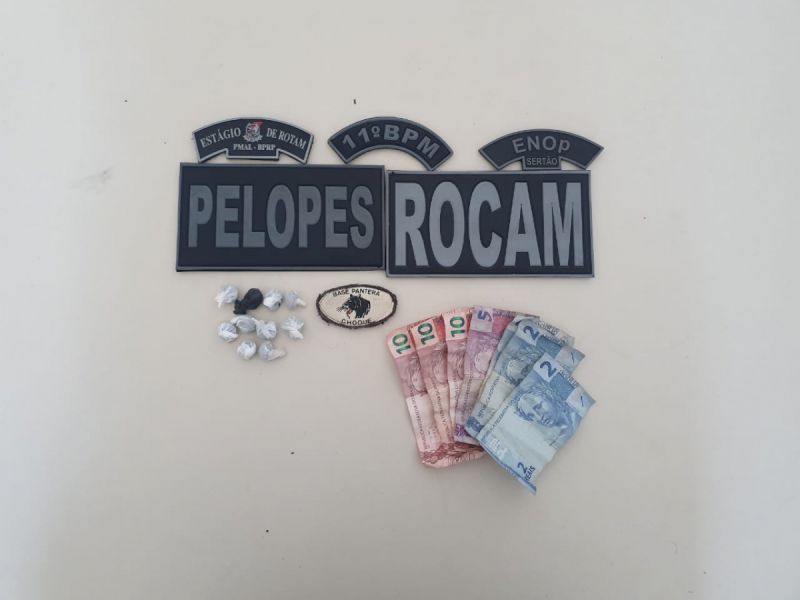 ESTÁGIO DE ROTAM
PMAL - BPRP
11º BPM
ENOp
SERTÃO
PELOPES
ROCAM
BASE PANTERA
CHOQUE
10
10
10
5
2
2
2
REAIS